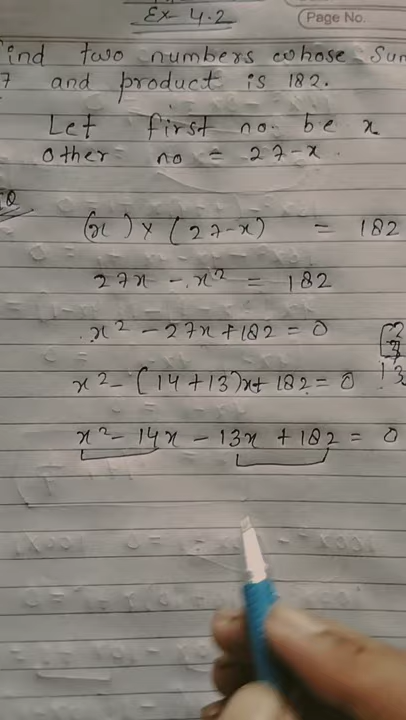 Ex 4.2
Page No.
ind two numbers whose Sum
7 and product is 182.
Let first no. be x
other no = 27-x.
(x) × (27-x) = 182
27x - x² = 182
x² - 27x + 182 = 0
x² - (14+13)x + 182 = 0
13
x² - 14x - 13x + 182 = 0